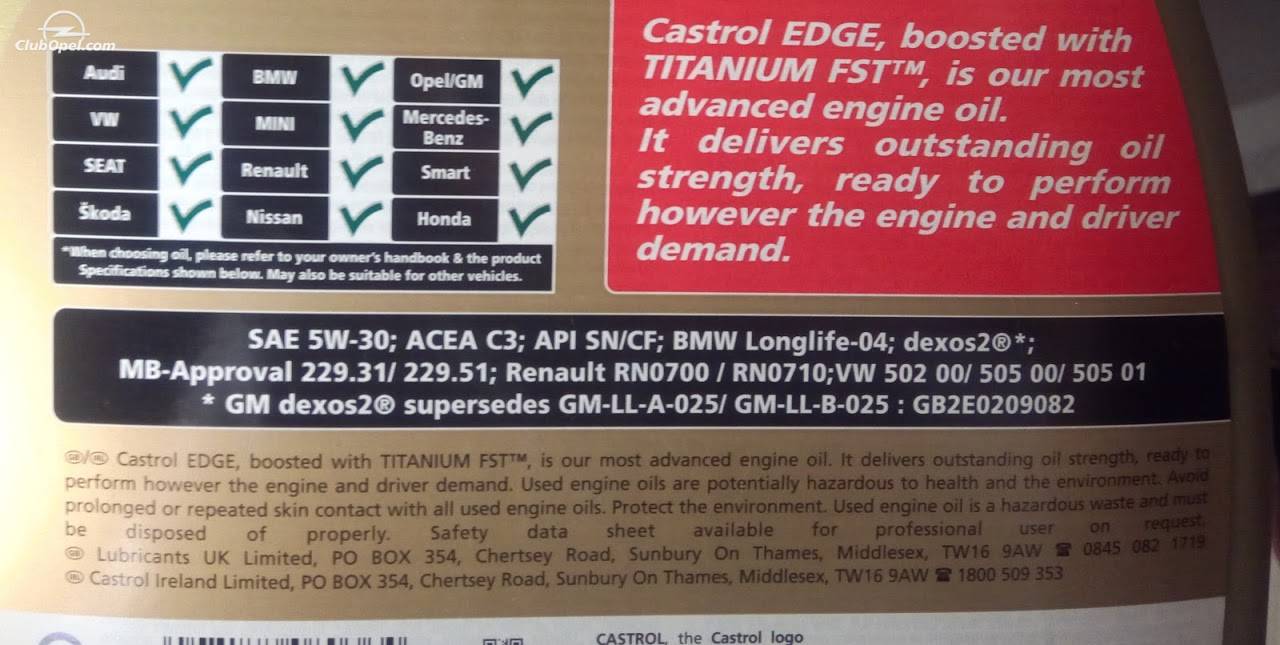 ClubOpel.com
Audi BMW Opel/GM
VW MINI Mercedes-Benz
SEAT Renault Smart
Škoda Nissan Honda
*When choosing oil, please refer to your owner's handbook & the product
Specifications shown below. May also be suitable for other vehicles.
Castrol EDGE, boosted with
TITANIUM FST™, is our most
advanced engine oil.
It delivers outstanding oil
strength, ready to perform
however the engine and driver
demand.
SAE 5W-30; ACEA C3; API SN/CF; BMW Longlife-04; dexos2®*;
MB-Approval 229.31/ 229.51; Renault RN0700 / RN0710;VW 502 00/ 505 00/ 505 01
* GM dexos2® supersedes GM-LL-A-025/ GM-LL-B-025 : GB2E0209082
GB/IRL Castrol EDGE, boosted with TITANIUM FST™, is our most advanced engine oil. It delivers outstanding oil strength, ready to
perform however the engine and driver demand. Used engine oils are potentially hazardous to health and the environment. Avoid
prolonged or repeated skin contact with all used engine oils. Protect the environment. Used engine oil is a hazardous waste and must
be disposed of properly. Safety data sheet available for professional user on request.
GB Lubricants UK Limited, PO BOX 354, Chertsey Road, Sunbury On Thames, Middlesex, TW16 9AW ☎ 0845 082 1719
IRL Castrol Ireland Limited, PO BOX 354, Chertsey Road, Sunbury On Thames, Middlesex, TW16 9AW ☎ 1800 509 353
CASTROL, the Castrol logo